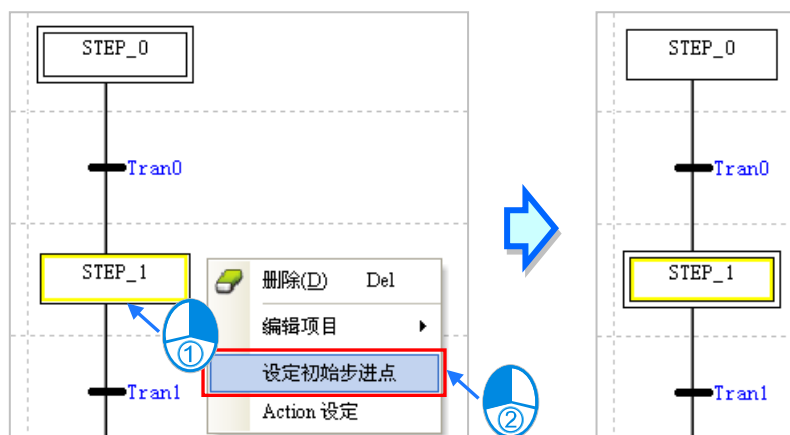 STEP_0
Tran0
STEP_1
删除(D) Del
编辑项目
设定初始步进点
Action 设定
①
②
Tran1
STEP_0
Tran0
STEP_1
Tran1